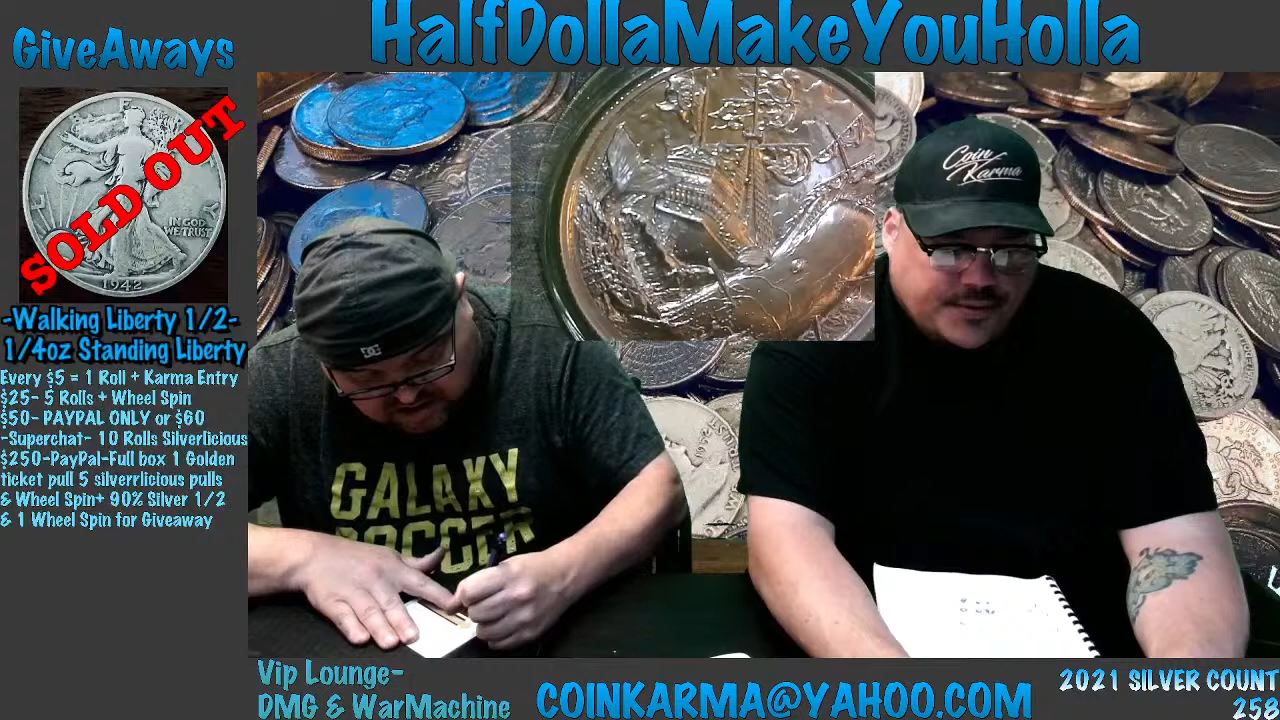 HalfDollaMakeYouHolla
GiveAways
SOLD OUT
IN GOD
WE TRUST
1942
-Walking Liberty 1/2-
1/4oz Standing Liberty
Every $5 = 1 Roll + Karma Entry
$25- 5 Rolls + Wheel Spin
$50- PAYPAL ONLY or $60
-Superchat- 10 Rolls Silverlicious
$250-PayPal-Full box 1 Golden
ticket pull 5 silverrlicious pulls
& Wheel Spin+ 90% Silver 1/2
& 1 Wheel Spin for Giveaway
Coin
Karma
DC
GALAXY
SOCCER
Vip Lounge-
DMG & WarMachine
COINKARMA@YAHOO.COM
2021 SILVER COUNT
258